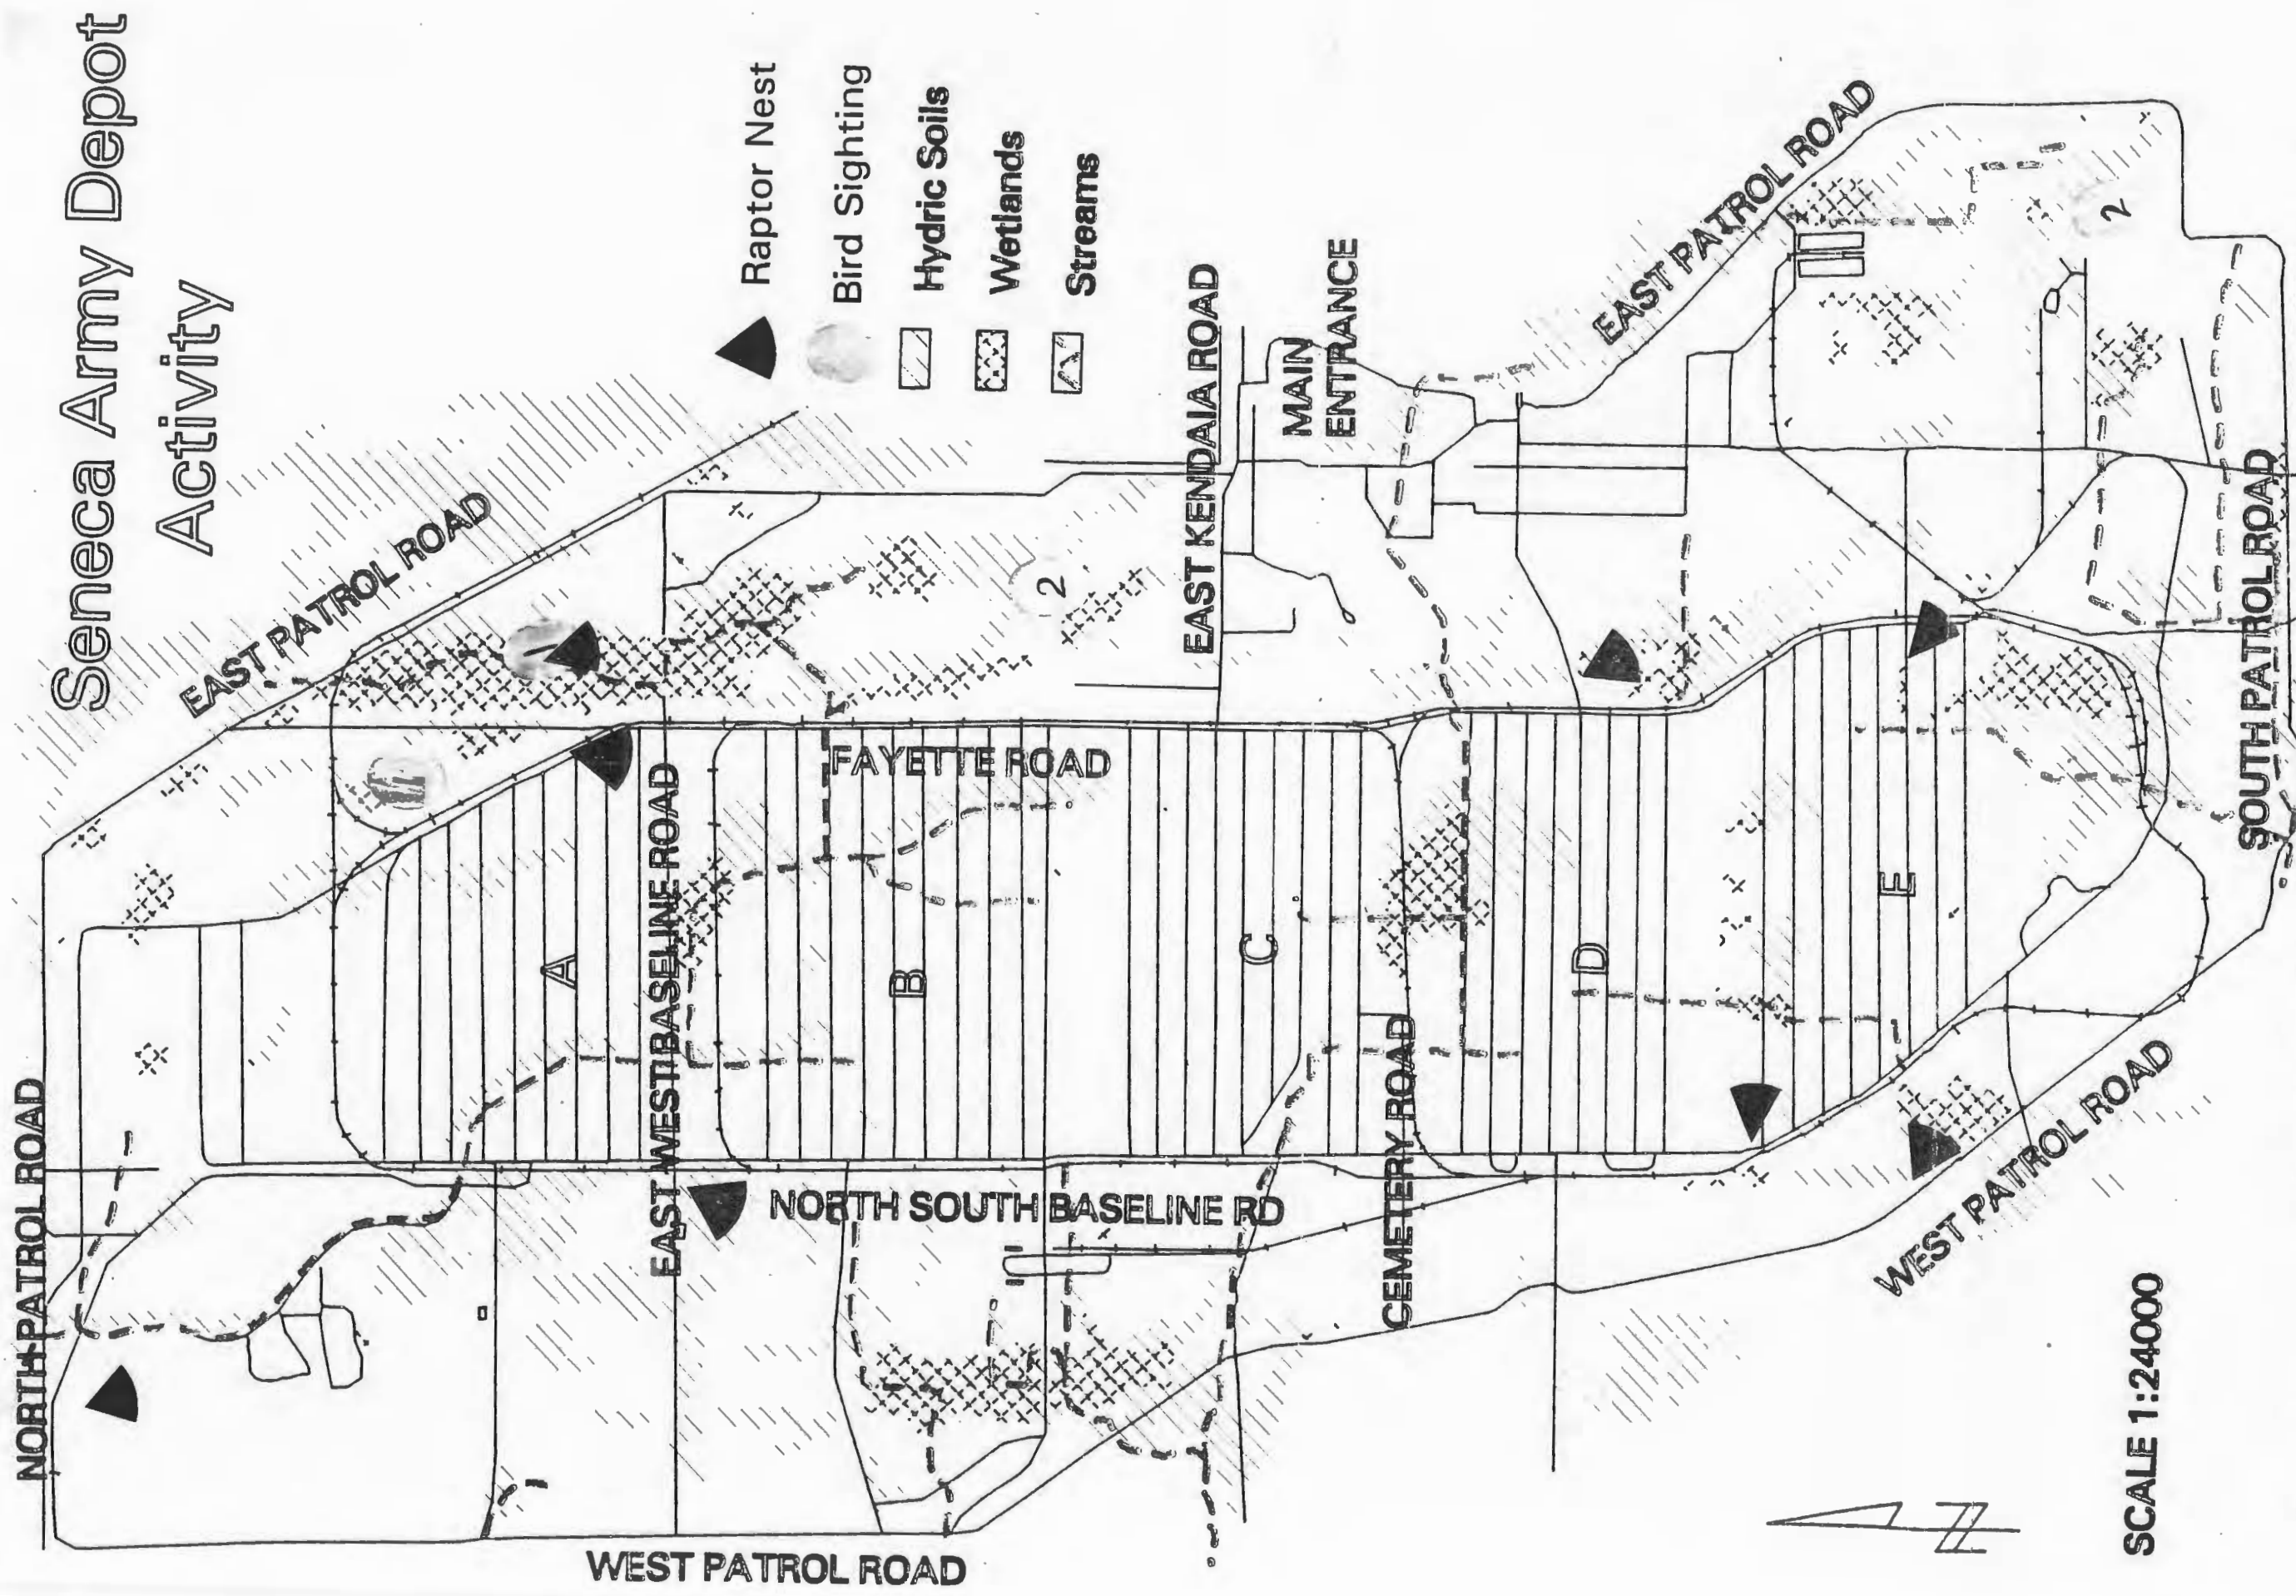 Seneca Army Depot
Activity
Raptor Nest
Bird Sighting
Hydric Soils
Wetlands
Streams
NORTH PATROL ROAD
EAST PATROL ROAD
A
EAST WEST BASELINE ROAD
FAYETTE ROAD
B
2
NORTH SOUTH BASELINE RD
WEST PATROL ROAD
EAST KENDAIA ROAD
MAIN
ENTRANCE
C
CEMETERY ROAD
D
EAST PATROL ROAD
2
E
SOUTH PATROL ROAD
WEST PATROL ROAD
SCALE 1:24000
N